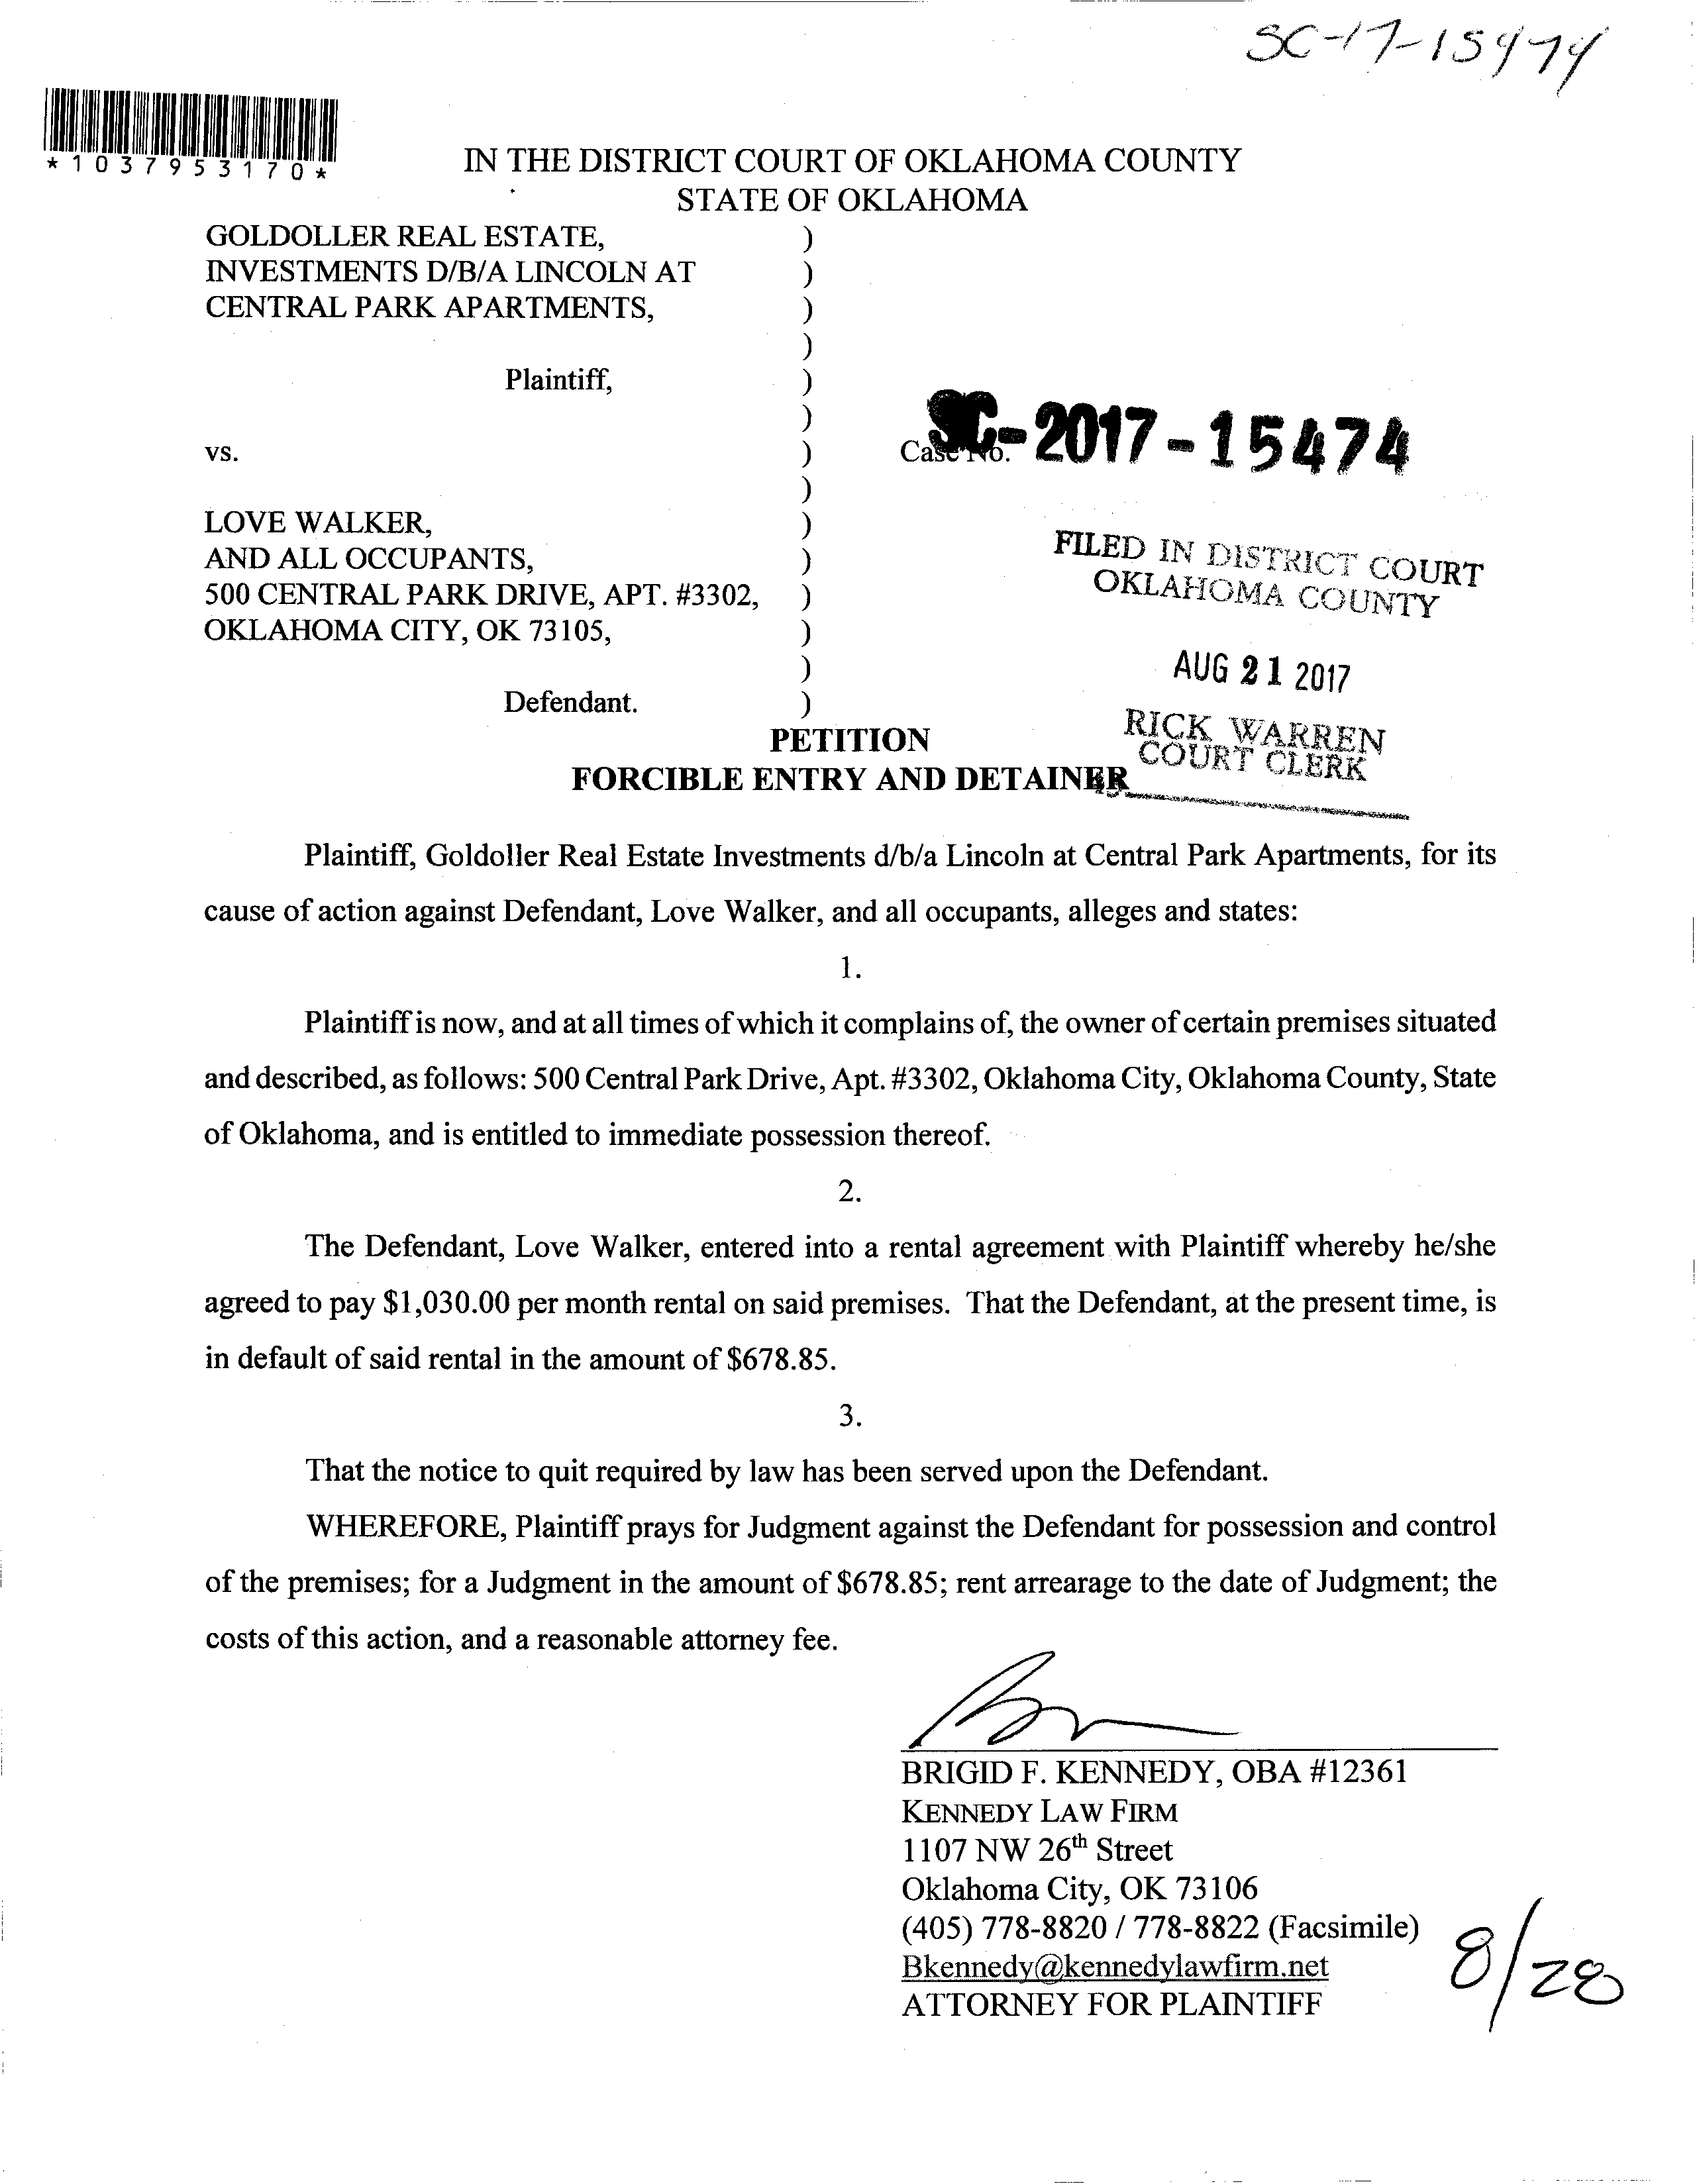 SC-17-15474
*1037953170*
IN THE DISTRICT COURT OF OKLAHOMA COUNTY
STATE OF OKLAHOMA
GOLDOLLER REAL ESTATE, )
INVESTMENTS D/B/A LINCOLN AT )
CENTRAL PARK APARTMENTS, )
)
Plaintiff, )
)
vs. ) Case No. SC-2017-15474
)
LOVE WALKER, )
AND ALL OCCUPANTS, )
500 CENTRAL PARK DRIVE, APT. #3302, )
OKLAHOMA CITY, OK 73105, )
)
Defendant. )
FILED IN DISTRICT COURT
OKLAHOMA COUNTY
AUG 21 2017
RICK WARREN
COURT CLERK
PETITION
FORCIBLE ENTRY AND DETAINER
Plaintiff, Goldoller Real Estate Investments d/b/a Lincoln at Central Park Apartments, for its
cause of action against Defendant, Love Walker, and all occupants, alleges and states:
1.
Plaintiff is now, and at all times of which it complains of, the owner of certain premises situated
and described, as follows: 500 Central Park Drive, Apt. #3302, Oklahoma City, Oklahoma County, State
of Oklahoma, and is entitled to immediate possession thereof.
2.
The Defendant, Love Walker, entered into a rental agreement with Plaintiff whereby he/she
agreed to pay $1,030.00 per month rental on said premises. That the Defendant, at the present time, is
in default of said rental in the amount of $678.85.
3.
That the notice to quit required by law has been served upon the Defendant.
WHEREFORE, Plaintiff prays for Judgment against the Defendant for possession and control
of the premises; for a Judgment in the amount of $678.85; rent arrearage to the date of Judgment; the
costs of this action, and a reasonable attorney fee.
BRIGID F. KENNEDY, OBA #12361
KENNEDY LAW FIRM
1107 NW 26th Street
Oklahoma City, OK 73106
(405) 778-8820 / 778-8822 (Facsimile)
Bkennedy@kennedylawfirm.net
ATTORNEY FOR PLAINTIFF
8/28